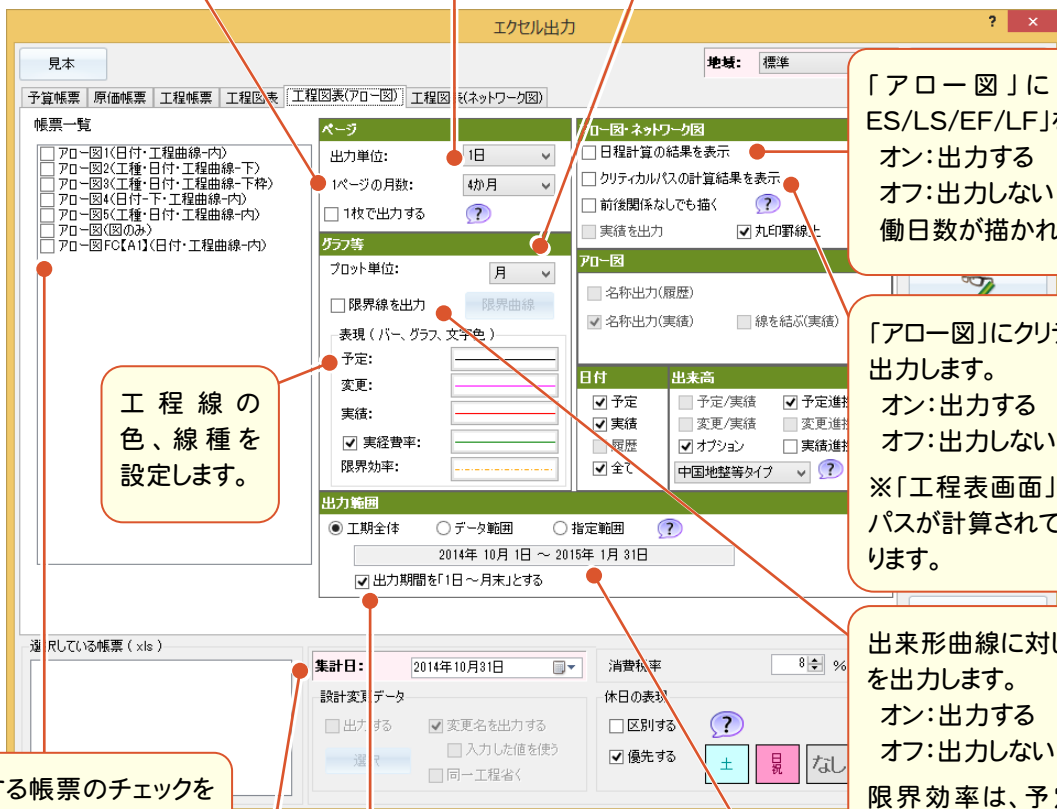 エクセル出力
? ×
見本
地域: 標準
予算帳票 原価帳票 工程帳票 工程図表 工程図表(アロー図) 工程図表(ネットワーク図)
帳票一覧
アロー図1(日付・工程曲線-内)
アロー図2(工種・日付・工程曲線-下)
アロー図3(工種・日付・工程曲線-下枠)
アロー図4(日付-下・工程曲線-内)
アロー図5(工種・日付・工程曲線-内)
アロー図(図のみ)
アロー図FC【A1】(日付・工程曲線-内)
ページ
出力単位: 1日
1ページの月数: 4か月
1枚で出力する ?
グラフ等
プロット単位: 月
限界線を出力 限界曲線
表現(バー、グラフ、文字色)
予定:
変更:
実績:
実経費率:
限界効率:
アロー図・ネットワーク図
日程計算の結果を表示
クリティカルパスの計算結果を表示
前後関係なしでも描く ?
実績を出力 丸印罫線上
アロー図
名称出力(履歴)
名称出力(実績) 線を結ぶ(実績)
日付
予定
実績
履歴
全て
出来高
予定/実績 予定進捗
変更/実績 変更進捗
オプション 実績進捗
中国地整等タイプ ?
出力範囲
工期全体 データ範囲 指定範囲 ?
2014年 10月 1日 ~ 2015年 1月 31日
出力期間を「1日~月末」とする
選択している帳票(xls)
集計日: 2014年10月31日
設計変更データ
出力する 変更名を出力する
選択 入力した値を使う
同一工程省く
消費税率 8 %
休日の表現
区別する ?
優先する 土 日祝 なし
工程線の
色、線種を
設定します。
「アロー図」に
ES/LS/EF/LF」を
オン:出力する
オフ:出力しない
働日数が描かれ
「アロー図」にクリテ
出力します。
オン:出力する
オフ:出力しない
※「工程表画面」
パスが計算されて
ります。
出来形曲線に対し
を出力します。
オン:出力する
オフ:出力しない
限界効率は、予
する帳票のチェックを